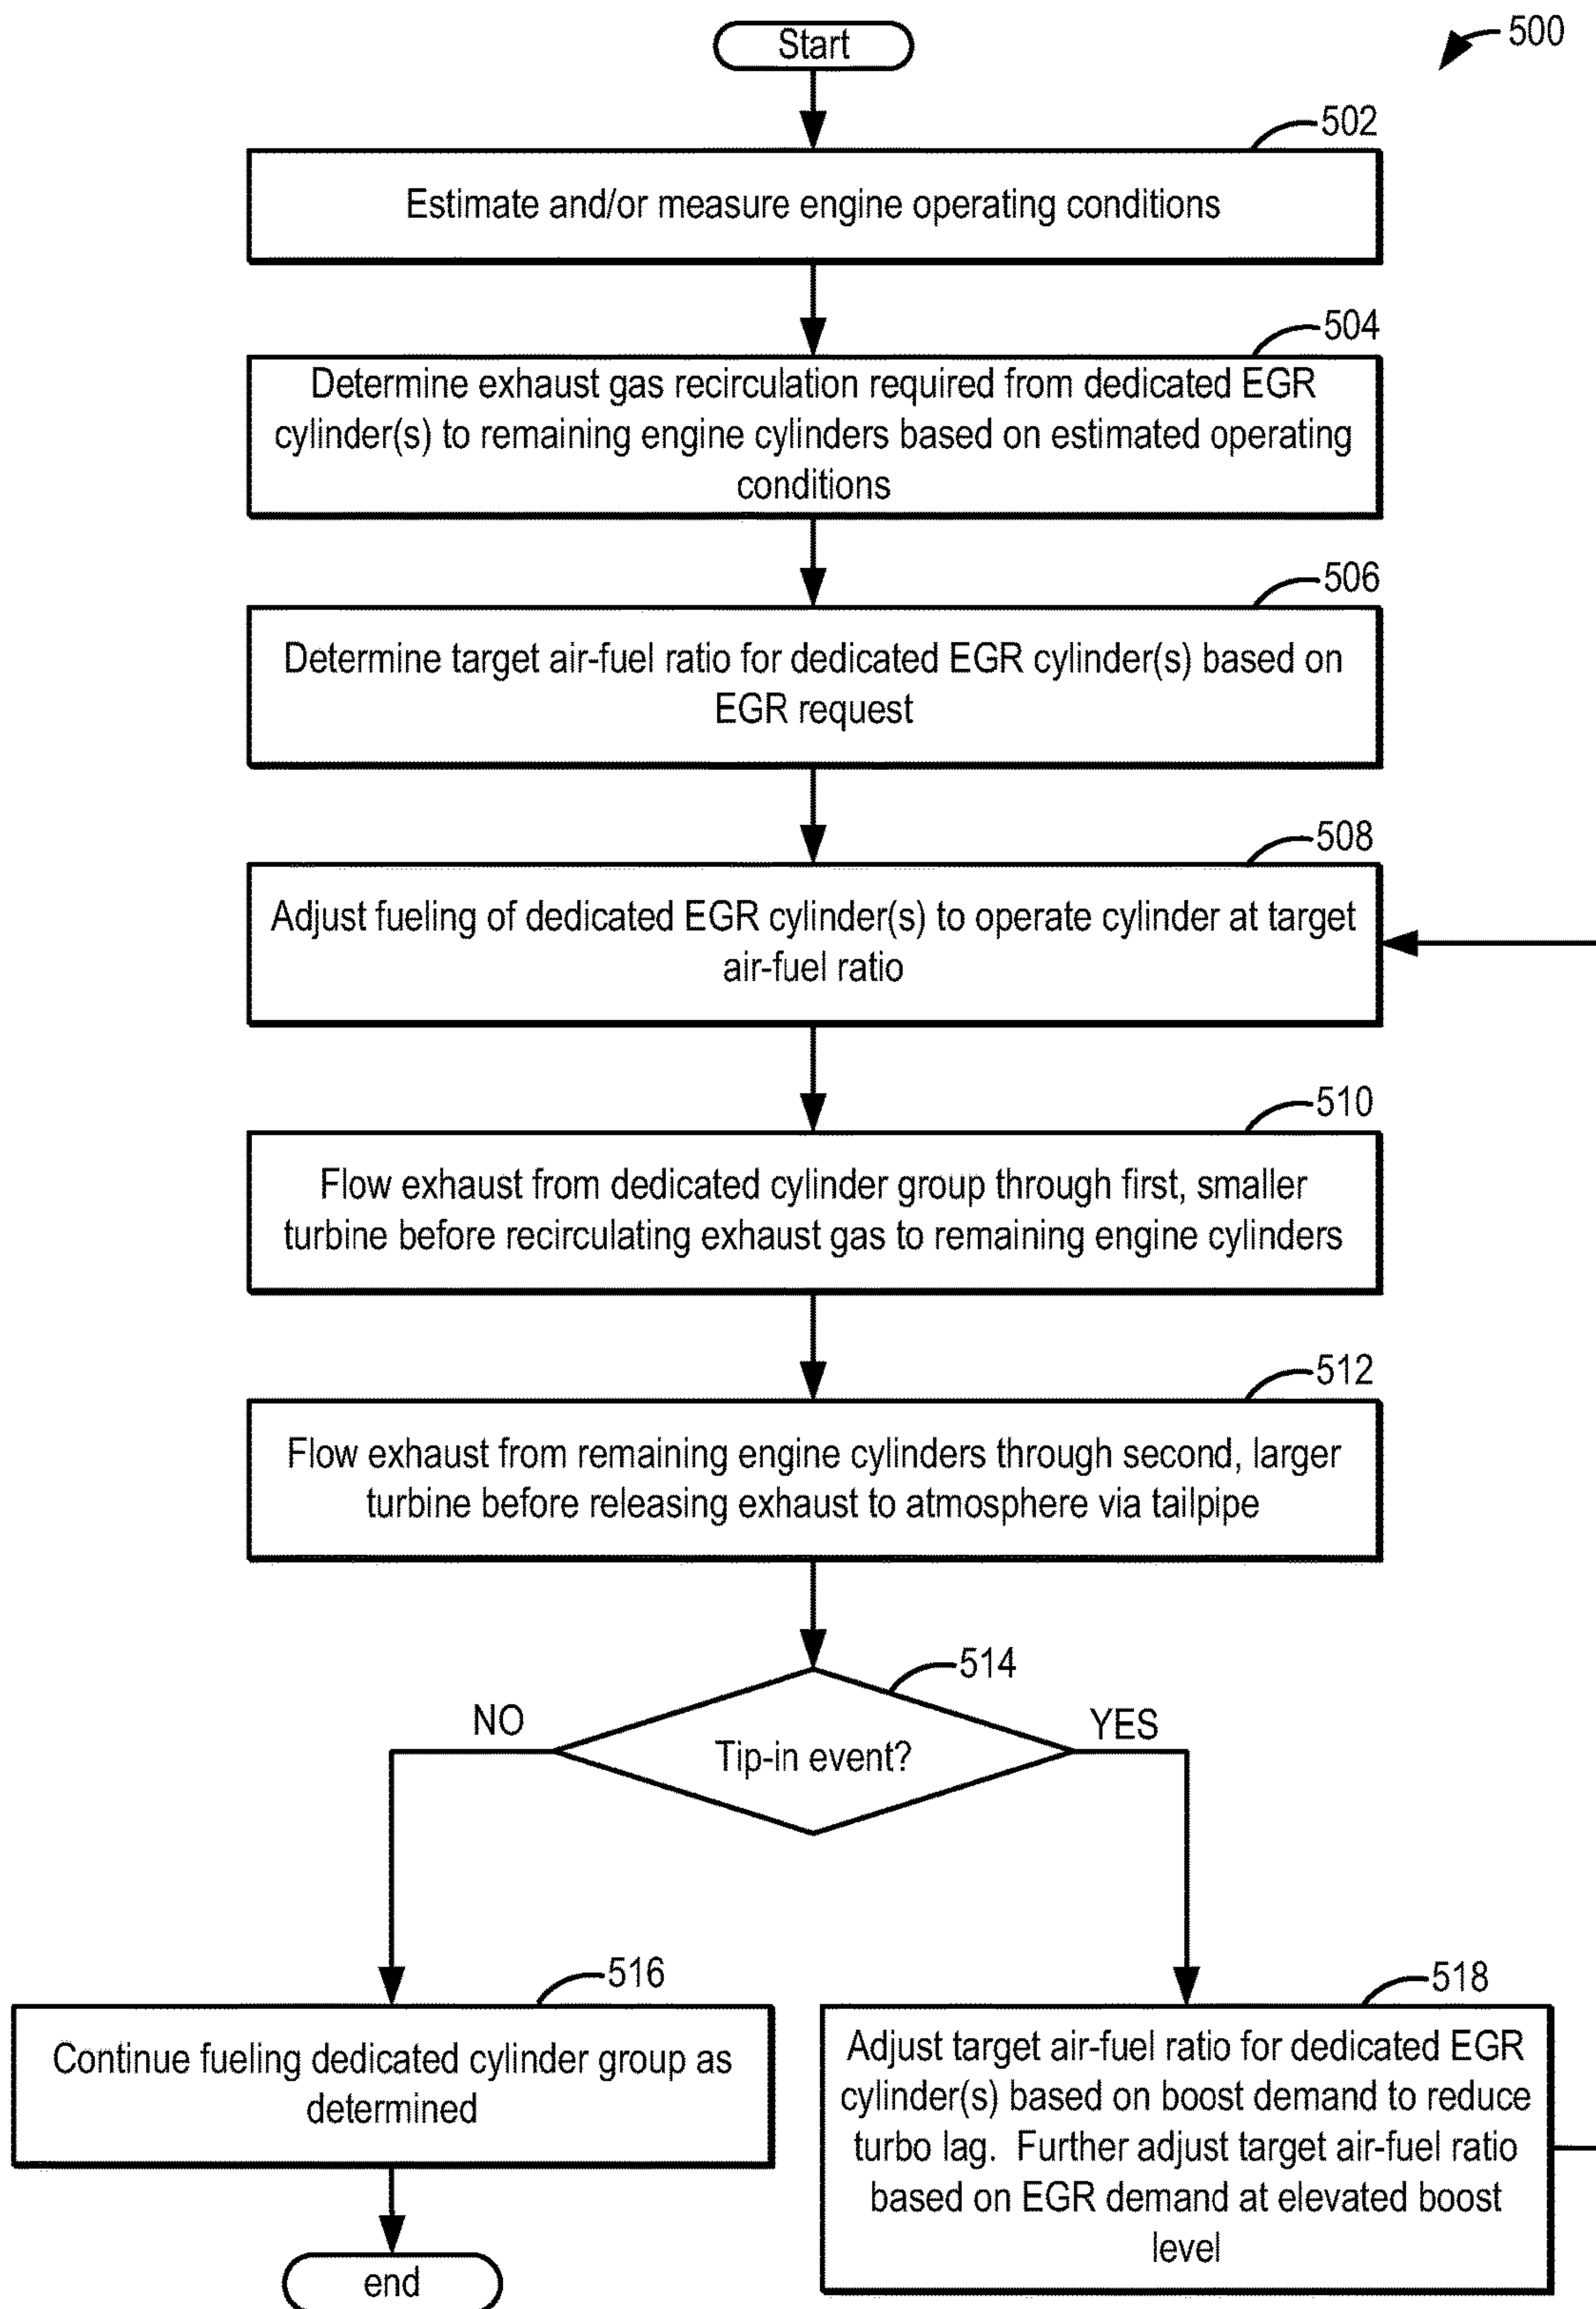 Start
500
502
Estimate and/or measure engine operating conditions
504
Determine exhaust gas recirculation required from dedicated EGR
cylinder(s) to remaining engine cylinders based on estimated operating
conditions
506
Determine target air-fuel ratio for dedicated EGR cylinder(s) based on
EGR request
508
Adjust fueling of dedicated EGR cylinder(s) to operate cylinder at target
air-fuel ratio
510
Flow exhaust from dedicated cylinder group through first, smaller
turbine before recirculating exhaust gas to remaining engine cylinders
512
Flow exhaust from remaining engine cylinders through second, larger
turbine before releasing exhaust to atmosphere via tailpipe
514
NO
YES
Tip-in event?
516
Continue fueling dedicated cylinder group as
determined
518
Adjust target air-fuel ratio for dedicated EGR
cylinder(s) based on boost demand to reduce
turbo lag.  Further adjust target air-fuel ratio
based on EGR demand at elevated boost
level
end